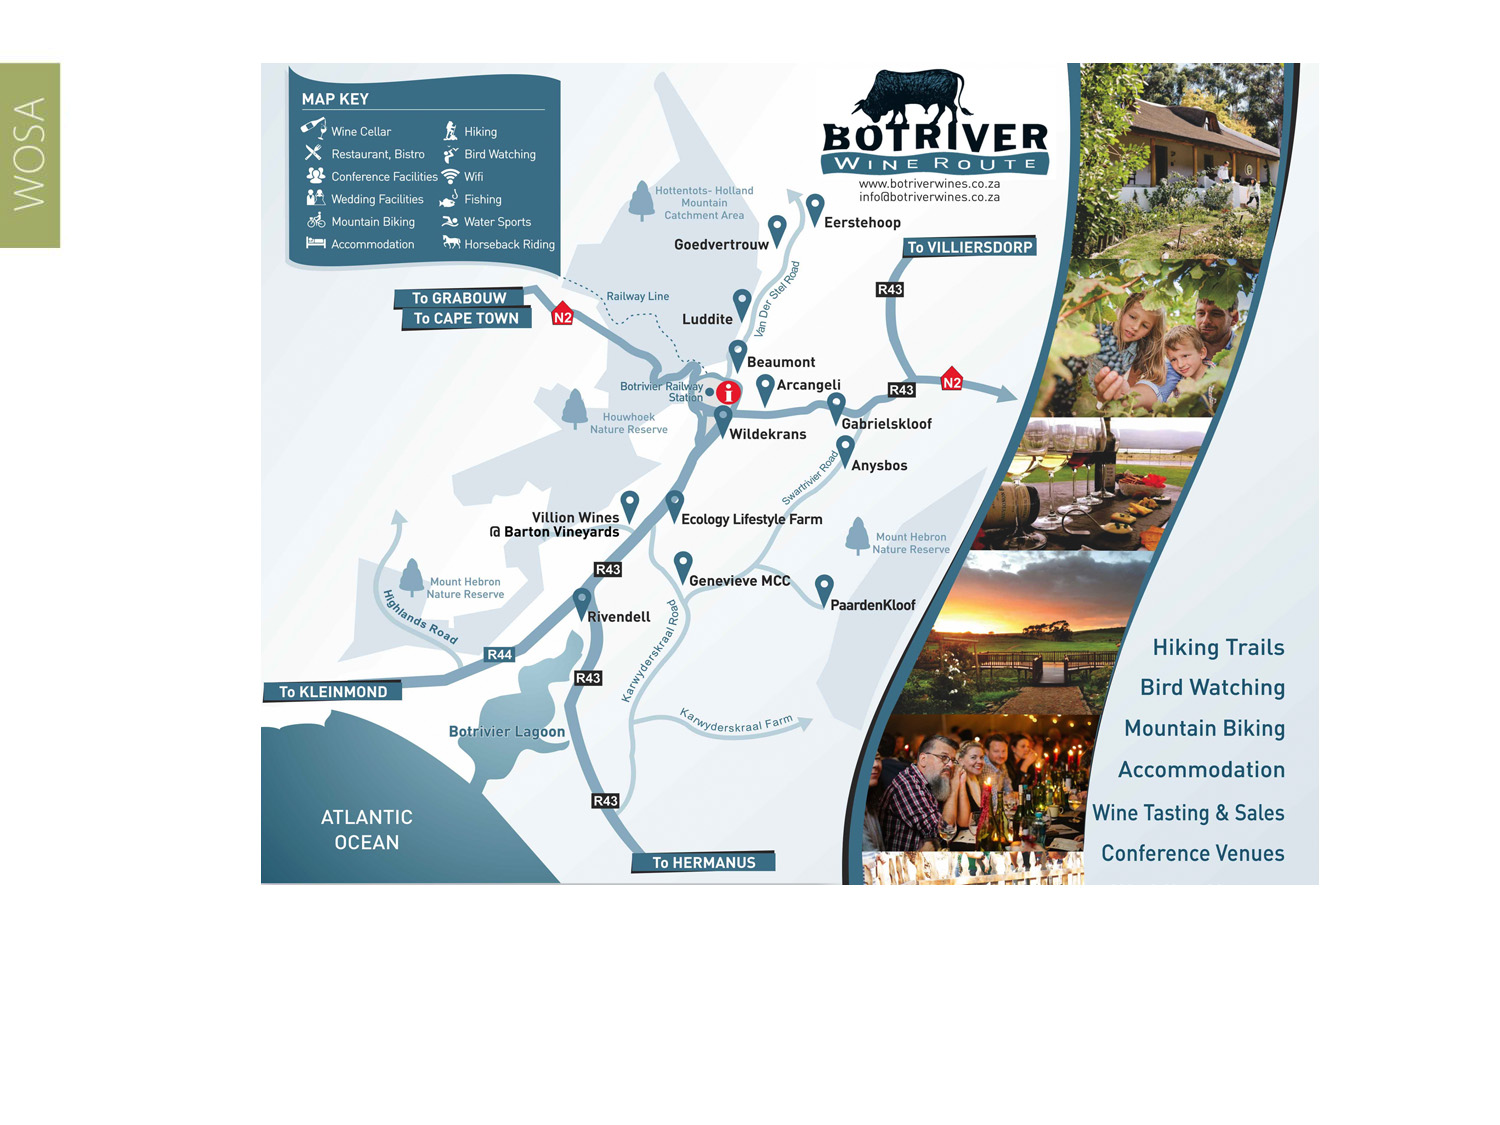 WOSA
MAP KEY
Wine Cellar
Restaurant, Bistro
Conference Facilities
Wedding Facilities
Mountain Biking
Accommodation
Hiking
Bird Watching
Wifi
Fishing
Water Sports
Horseback Riding
BOTRIVER
WINE ROUTE
www.botriverwines.co.za
info@botriverwines.co.za
Hottentots- Holland
Mountain
Catchment Area
Eerstehoop
Goedvertrouw
To VILLIERSDORP
Van Der Stel Road
R43
To GRABOUW
To CAPE TOWN
N2
Railway Line
Luddite
Beaumont
Botrivier Railway
Station
i
Arcangeli
R43
N2
Houwhoek
Nature Reserve
Wildekrans
Gabrielskloof
Anysbos
Swartrivier Road
Villion Wines
@ Barton Vineyards
Ecology Lifestyle Farm
Mount Hebron
Nature Reserve
R43
Genevieve MCC
Mount Hebron
Nature Reserve
Highlands Road
Rivendell
PaardenKloof
Karwyderskraal Road
R44
R43
To KLEINMOND
Botrivier Lagoon
Karwyderskraal Farm
R43
ATLANTIC
OCEAN
To HERMANUS
Hiking Trails
Bird Watching
Mountain Biking
Accommodation
Wine Tasting & Sales
Conference Venues